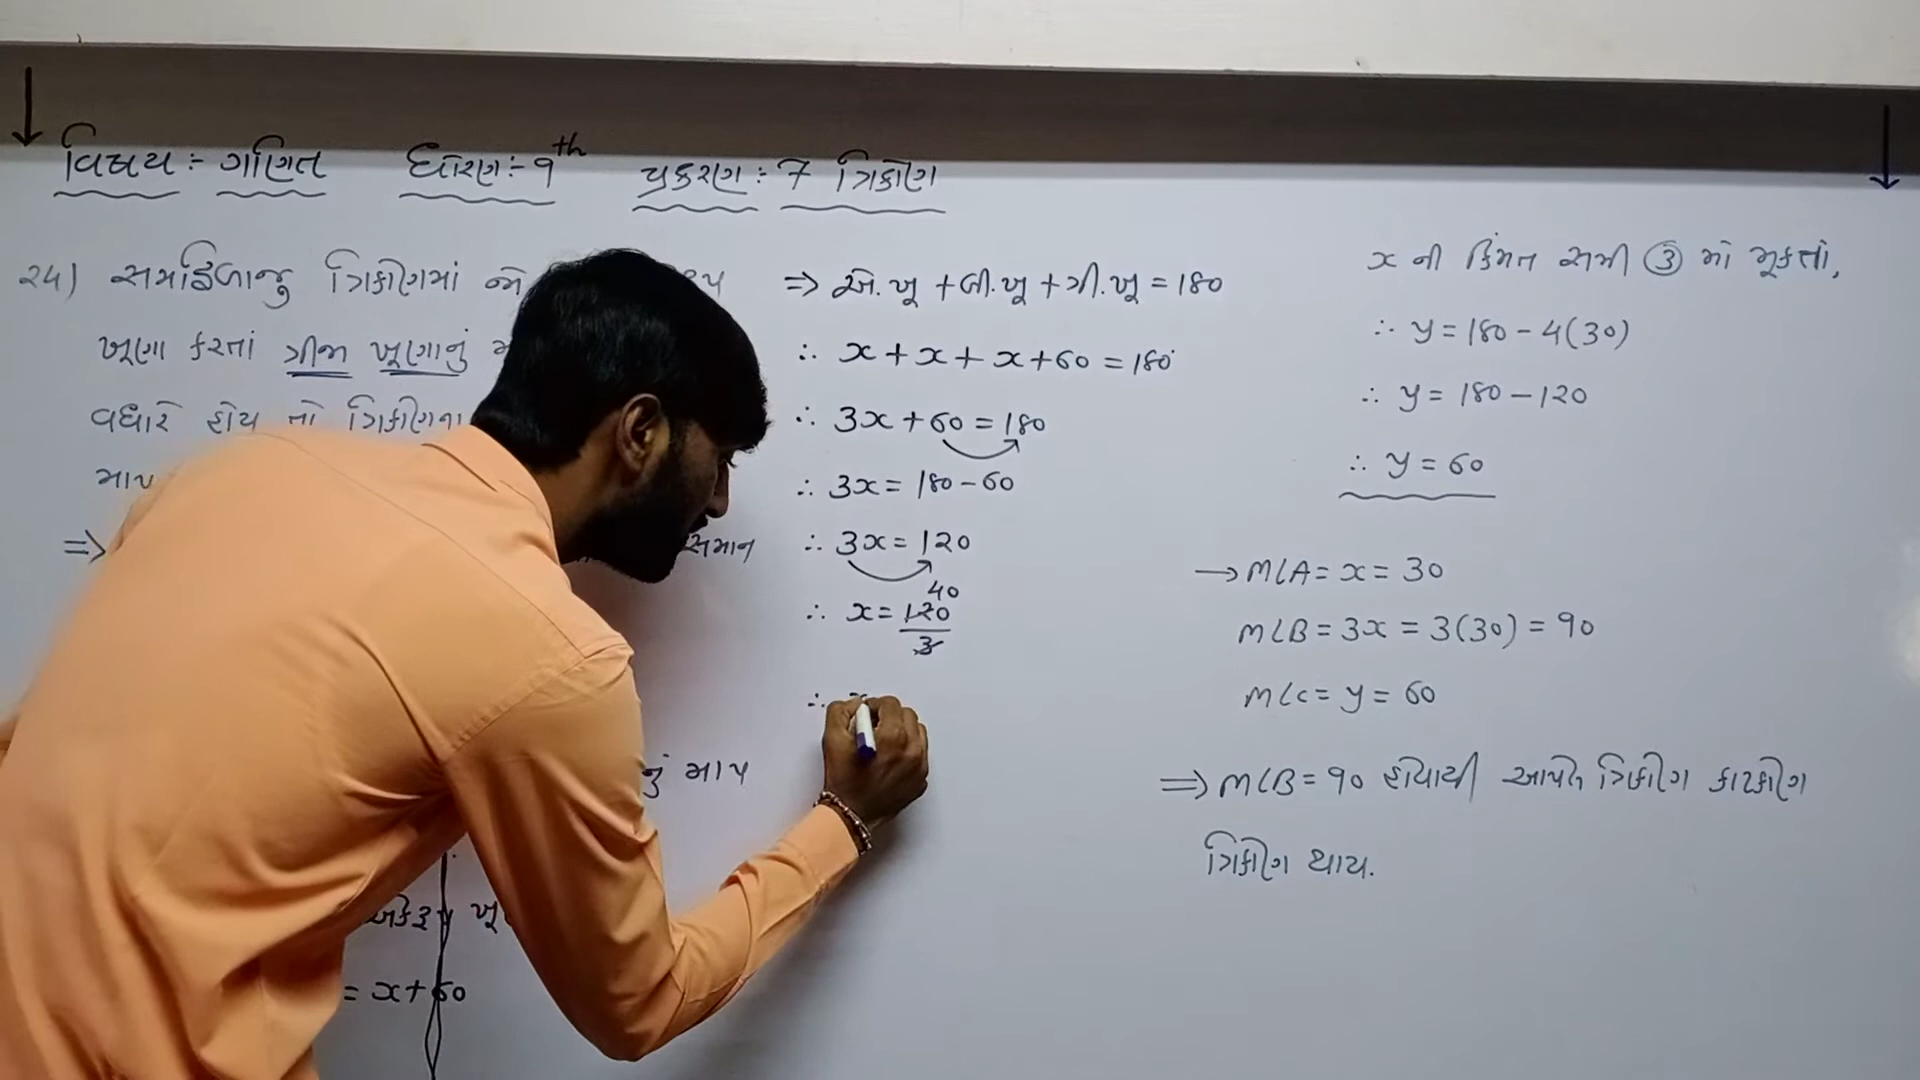 વિષય :- ગણિત ધોરણ :- 9th પ્રકરણ : 7 ત્રિકોણ
24) સમદ્વિબાજુ ત્રિકોણમાં
ખૂણા કરતાં ત્રીજા ખૂણાનું
વધારે હોય તો ત્રિકોણના
માપ
⇒ સમાન
નું માપ
એકરૂપ
= x+60
⇒ એ.ખૂ + બી.ખૂ + ત્રી.ખૂ = 180
∴ x + x + x + 60 = 180
∴ 3x + 60 = 180
∴ 3x = 180 - 60
∴ 3x = 120
40
∴ x = 120
3
∴ x
x ની કિંમત સમી ③ માં મૂકતાં,
∴ y = 180 - 4(30)
∴ y = 180 - 120
∴ y = 60
→ m∠A = x = 30
m∠B = 3x = 3(30) = 90
m∠C = y = 60
⇒ m∠B = 90 હોવાથી આપેલ ત્રિકોણ કાટકોણ
ત્રિકોણ થાય.